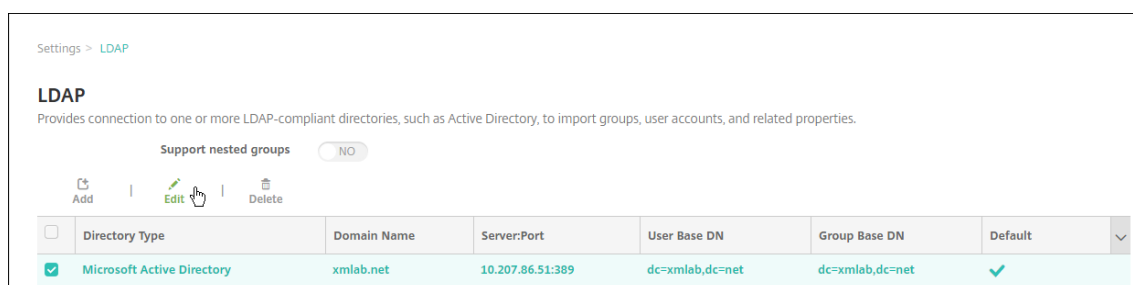 Settings > LDAP
LDAP
Provides connection to one or more LDAP-compliant directories, such as Active Directory, to import groups, user accounts, and related properties.
Support nested groups NO
Add | Edit | Delete
Directory Type Domain Name Server:Port User Base DN Group Base DN Default
Microsoft Active Directory xmlab.net 10.207.86.51:389 dc=xmlab,dc=net dc=xmlab,dc=net